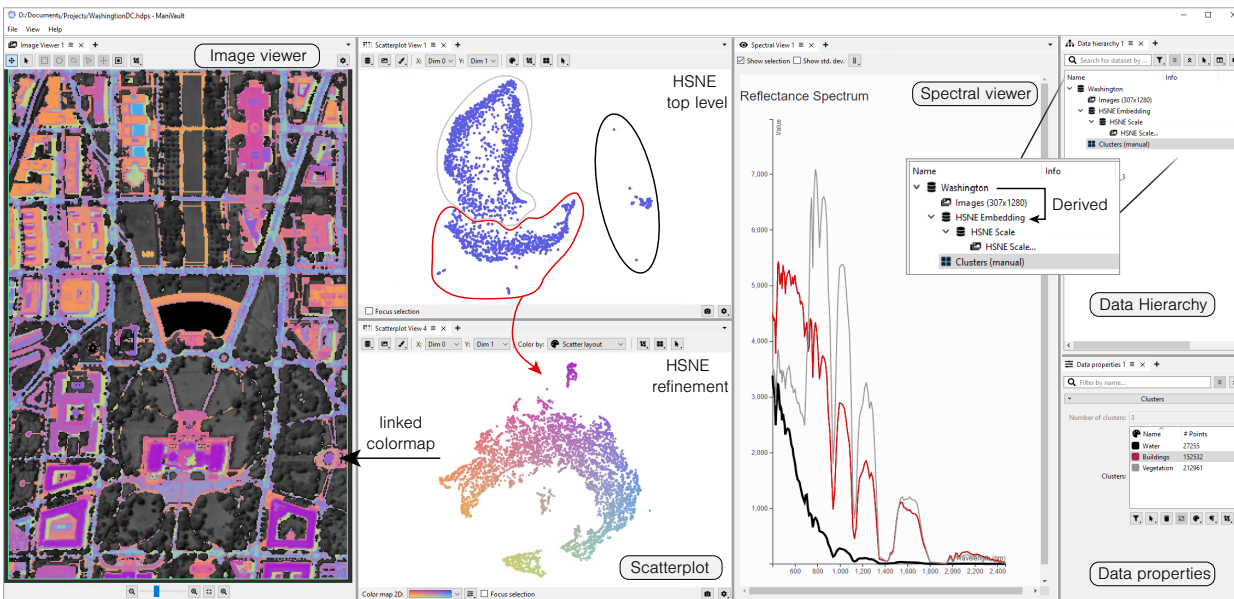 D:/Documents/Projects/WashingtionDC.hdps - ManiVault
File View Help
Image Viewer 1
Image viewer
Scatterplot View 1
X: Dim 0 Y: Dim 1
HSNE
top level
Focus selection
Scatterplot View 4
X: Dim 0 Y: Dim 1 Color by: Scatter layout
HSNE
refinement
linked
colormap
Scatterplot
Color map 2D: Focus selection
Spectral View 1
Show selection Show std. dev.
Reflectance Spectrum
Spectral viewer
Value
7,000
6,000
5,000
4,000
3,000
2,000
1,000
600 800 1,000 1,200 1,400 1,600 1,800 2,000 2,200 2,400
Wavelength (nm)
Data hierarchy 1
Search for dataset by ...
Name Info
Washington
Images (307x1280)
HSNE Embedding
HSNE Scale
HSNE Scale...
Clusters (manual)
Name Info
Washington
Images (307x1280)
HSNE Embedding
HSNE Scale
HSNE Scale...
Clusters (manual)
Derived
Data Hierarchy
Data properties 1
Filter by name...
Clusters
Number of clusters: 3
Clusters:
Name # Points
Water 27255
Buildings 152532
Vegetation 212961
Data properties